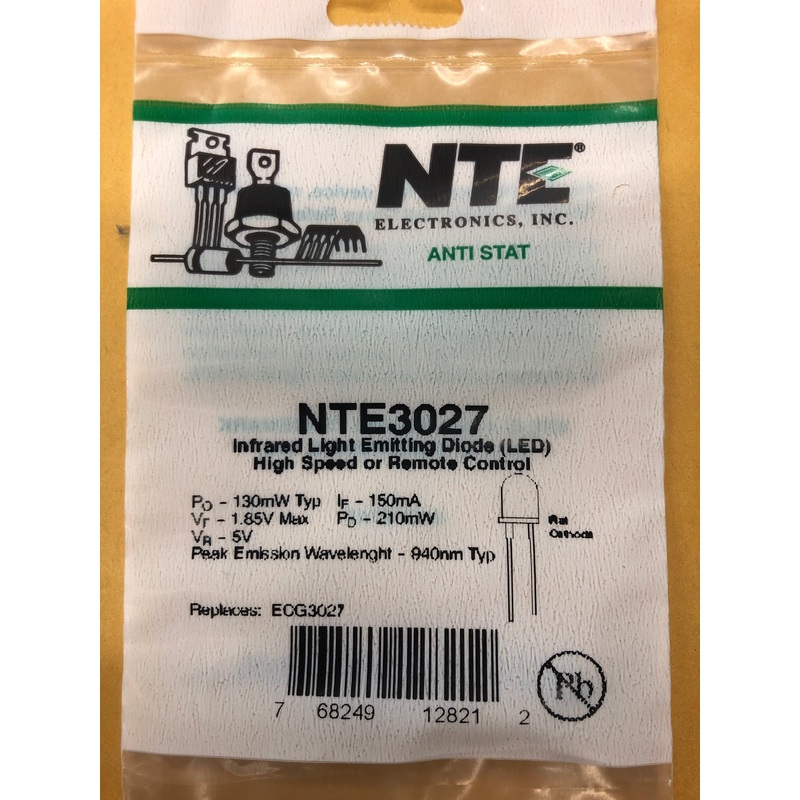 NTE®
ELECTRONICS, INC.
ANTI STAT
NTE3027
Infrared Light Emitting Diode (LED)
High Speed or Remote Control
PO - 130mW Typ IF - 150mA
VF - 1.85V Max PD - 210mW
VR - 5V
Peak Emission Wavelenght - 940nm Typ
Flat
Cathode
Replaces: ECG3027
7 68249 12821 2
Pb